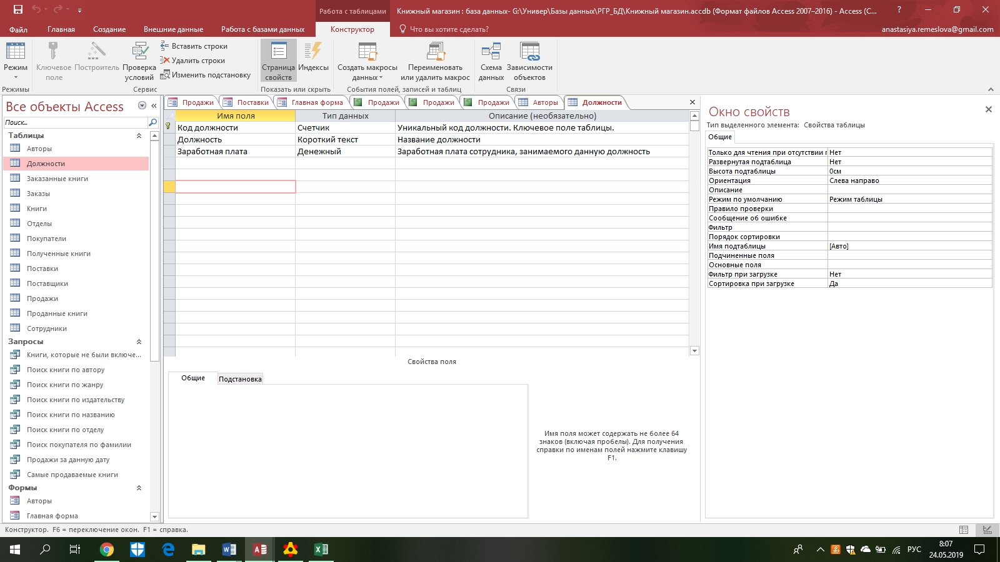 Работа с таблицами
Книжный магазин : база данных- G:\Универ\Базы данных\РГР_БД\Книжный магазин.accdb (Формат файлов Access 2007–2016) - Access (С...
?
Файл
Главная
Создание
Внешние данные
Работа с базами данных
Конструктор
Что вы хотите сделать?
anastasiya.remeslova@gmail.com
Режим
Ключевое поле
Построитель
Проверка условий
Вставить строки
Удалить строки
Изменить подстановку
Страница свойств
Индексы
Создать макросы данных
Переименовать или удалить макрос
Схема данных
Зависимости объектов
Режимы
Сервис
Показать или скрыть
События полей, записей и таблиц
Связи
Все объекты Access
Поиск...
Таблицы
Авторы
Должности
Заказанные книги
Заказы
Книги
Отделы
Покупатели
Полученные книги
Поставки
Поставщики
Продажи
Проданные книги
Сотрудники
Запросы
Книги, которые не были включе...
Поиск книги по автору
Поиск книги по жанру
Поиск книги по издательству
Поиск книги по названию
Поиск книги по отделу
Поиск покупателя по фамилии
Продажи за данную дату
Самые продаваемые книги
Формы
Авторы
Главная форма
Продажи
Поставки
Главная форма
Продажи
Продажи
Продажи
Авторы
Должности
Имя поля
Тип данных
Описание (необязательно)
Код должности
Счетчик
Уникальный код должности. Ключевое поле таблицы.
Должность
Короткий текст
Название должности
Заработная плата
Денежный
Заработная плата сотрудника, занимаемого данную должность
Свойства поля
Общие
Подстановка
Имя поля может содержать не более 64
знаков (включая пробелы). Для получения
справки по именам полей нажмите клавишу
F1.
Окно свойств
Тип выделенного элемента: Свойства таблицы
Общие
Только для чтения при отсутствии п
Нет
Развернутая подтаблица
Нет
Высота подтаблицы
0см
Ориентация
Слева направо
Описание
Режим по умолчанию
Режим таблицы
Правило проверки
Сообщение об ошибке
Фильтр
Порядок сортировки
Имя подтаблицы
[Авто]
Подчиненные поля
Основные поля
Фильтр при загрузке
Нет
Сортировка при загрузке
Да
Конструктор. F6 = переключение окон. F1 = справка.
РУС
8:07
24.05.2019